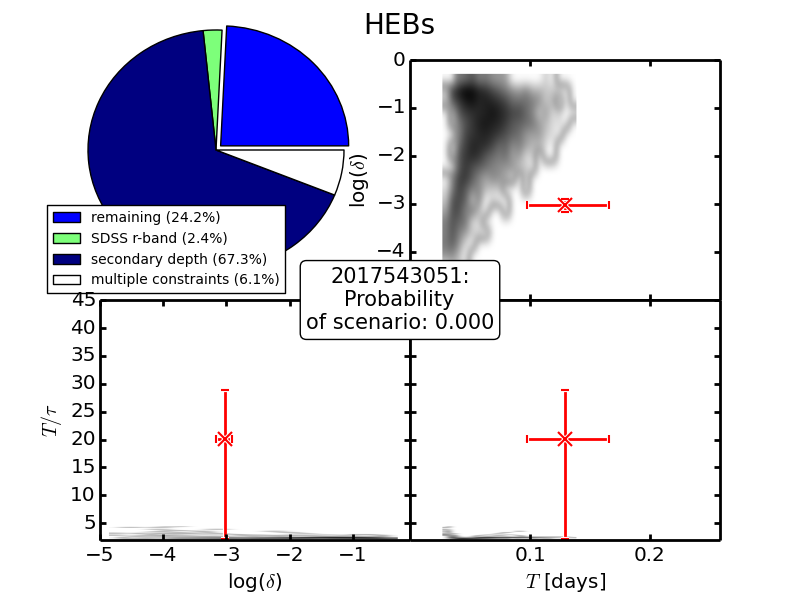 HEBs
remaining (24.2%)
SDSS r-band (2.4%)
secondary depth (67.3%)
multiple constraints (6.1%)
log(δ)
0
−1
−2
−3
−4
2017543051:
Probability
of scenario: 0.000
T/τ
45
40
35
30
25
20
15
10
5
−5 −4 −3 −2 −1
log(δ)
0.1 0.2
T [days]